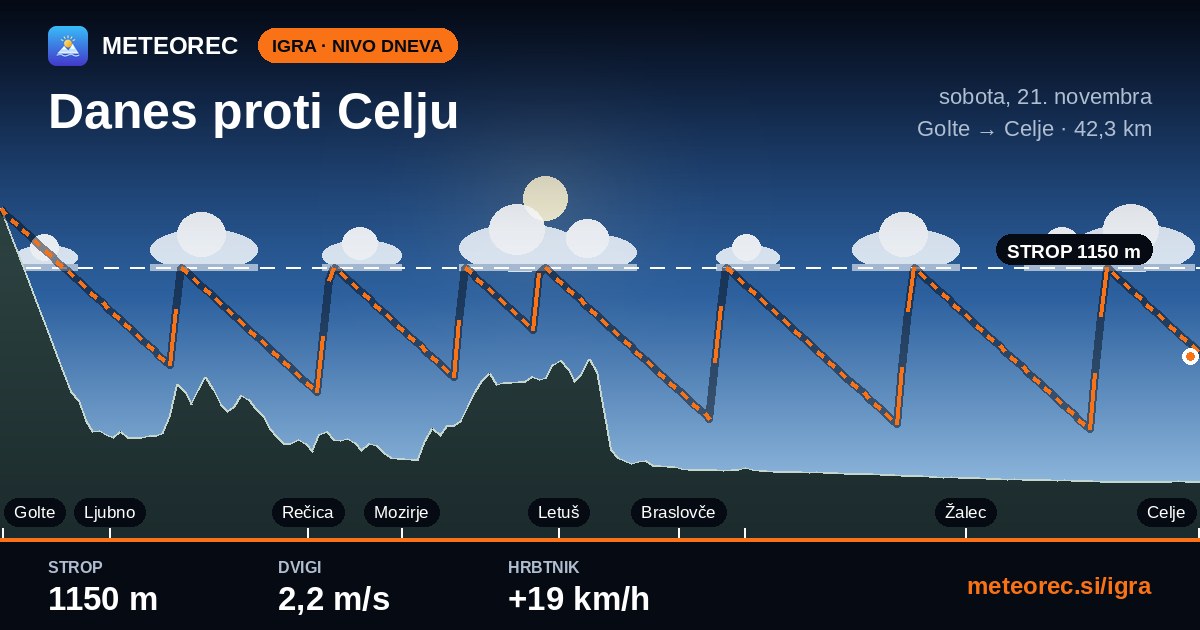 METEOREC
IGRA · NIVO DNEVA
Danes proti Celju
sobota, 21. novembra
Golte → Celje · 42,3 km
STROP 1150 m
Golte
Ljubno
Rečica
Mozirje
Letuš
Braslovče
Žalec
Celje
STROP
1150 m
DVIGI
2,2 m/s
HRBTNIK
+19 km/h
meteorec.si/igra